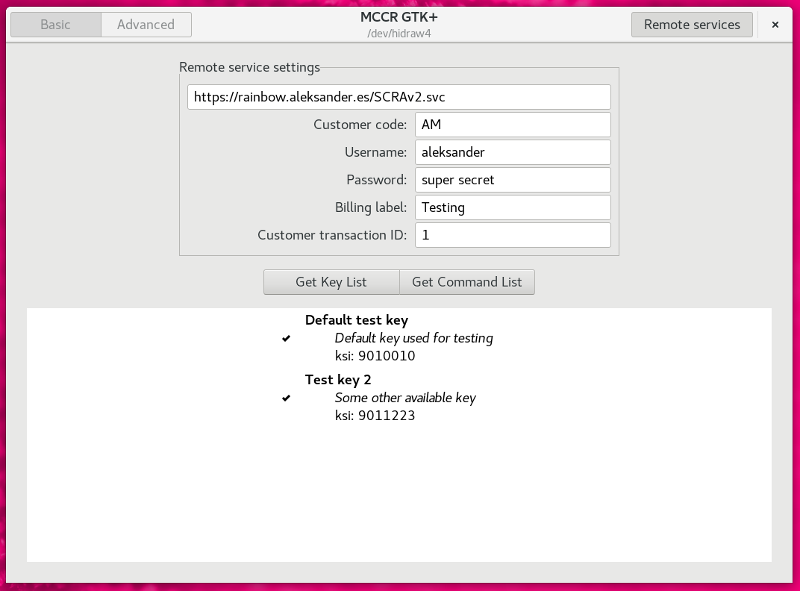 Basic Advanced MCCR GTK+ Remote services ×
/dev/hidraw4
Remote service settings
https://rainbow.aleksander.es/SCRAv2.svc
Customer code: AM
Username: aleksander
Password: super secret
Billing label: Testing
Customer transaction ID: 1
Get Key List Get Command List
Default test key
Default key used for testing
ksi: 9010010
Test key 2
Some other available key
ksi: 9011223